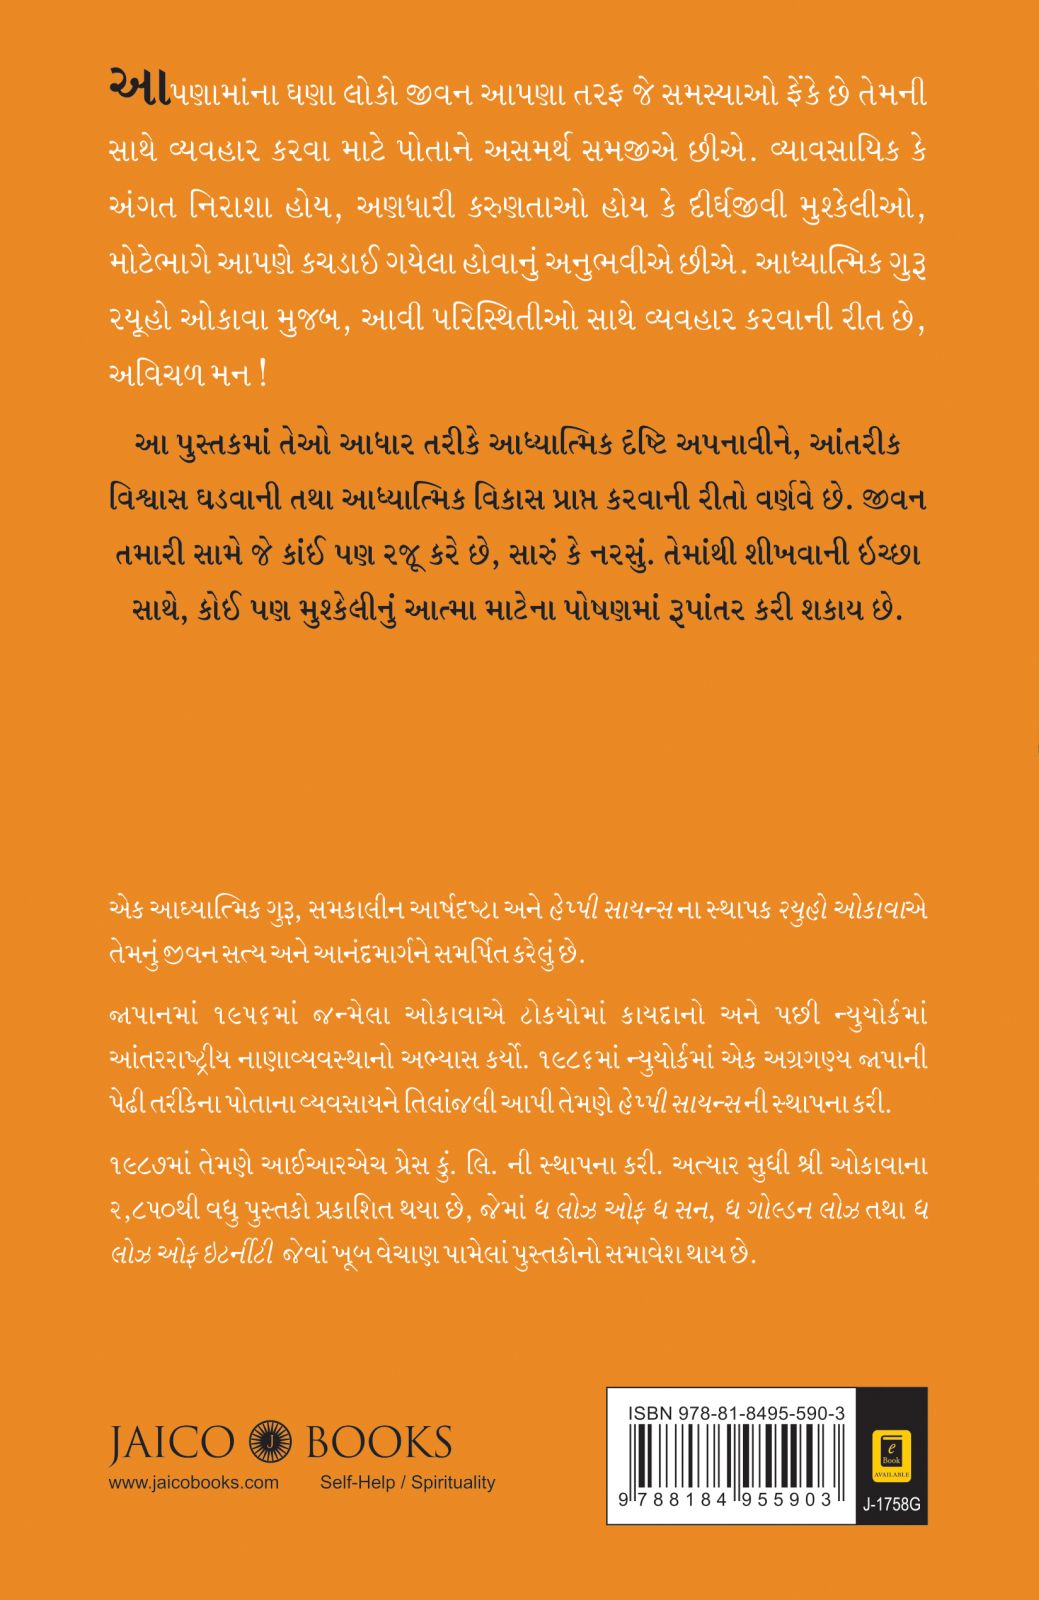 આપણામાંના ઘણા લોકો જીવન આપણા તરફ જે સમસ્યાઓ ફેંકે છે તેમની
સાથે વ્યવહાર કરવા માટે પોતાને અસમર્થ સમજીએ છીએ. વ્યાવસાયિક કે
અંગત નિરાશા હોય, અણધારી કરુણતાઓ હોય કે દીર્ઘજીવી મુશ્કેલીઓ,
મોટેભાગે આપણે કચડાઈ ગયેલા હોવાનું અનુભવીએ છીએ. આધ્યાત્મિક ગુરૂ
રયૂહો ઓકાવા મુજબ, આવી પરિસ્થિતીઓ સાથે વ્યવહાર કરવાની રીત છે,
અવિચળ મન !
આ પુસ્તકમાં તેઓ આધાર તરીકે આધ્યાત્મિક દૃષ્ટિ અપનાવીને, આંતરીક
વિશ્વાસ ઘડવાની તથા આધ્યાત્મિક વિકાસ પ્રાપ્ત કરવાની રીતો વર્ણવે છે. જીવન
તમારી સામે જે કાંઈ પણ રજૂ કરે છે, સારું કે નરસું. તેમાંથી શીખવાની ઇચ્છા
સાથે, કોઈ પણ મુશ્કેલીનું આત્મા માટેના પોષણમાં રૂપાંતર કરી શકાય છે.
એક આધ્યાત્મિક ગુરૂ, સમકાલીન આર્ષદષ્ટા અને હેપ્પી સાયન્સ ના સ્થાપક રયુહો ઓકાવાએ
તેમનું જીવન સત્ય અને આનંદમાર્ગને સમર્પિત કરેલું છે.
જાપાનમાં ૧૯૫૬માં જન્મેલા ઓકાવાએ ટોકયોમાં કાયદાનો અને પછી ન્યુયોર્કમાં
આંતરરાષ્ટ્રીય નાણાવ્યવસ્થાનો અભ્યાસ કર્યો. ૧૯૮૬માં ન્યુયોર્કમાં એક અગ્રગણ્ય જાપાની
પેઢી તરીકેના પોતાના વ્યવસાયને તિલાંજલી આપી તેમણે હેપ્પી સાયન્સ ની સ્થાપના કરી.
૧૯૮૭માં તેમણે આઈઆરએચ પ્રેસ કું. લિ. ની સ્થાપના કરી. અત્યાર સુધી શ્રી ઓકાવાના
૨,૮૫૦થી વધુ પુસ્તકો પ્રકાશિત થયા છે, જેમાં ધ લોઝ ઓફ ધ સન, ધ ગોલ્ડન લોઝ તથા ધ
લોઝ ઓફ ઇટર્નીટી જેવાં ખૂબ વેચાણ પામેલાં પુસ્તકોનો સમાવેશ થાય છે.
JAICO J BOOKS
www.jaicobooks.com Self-Help / Spirituality
ISBN 978-81-8495-590-3
9 788184 955903
e
Book
AVAILABLE
J-1758G